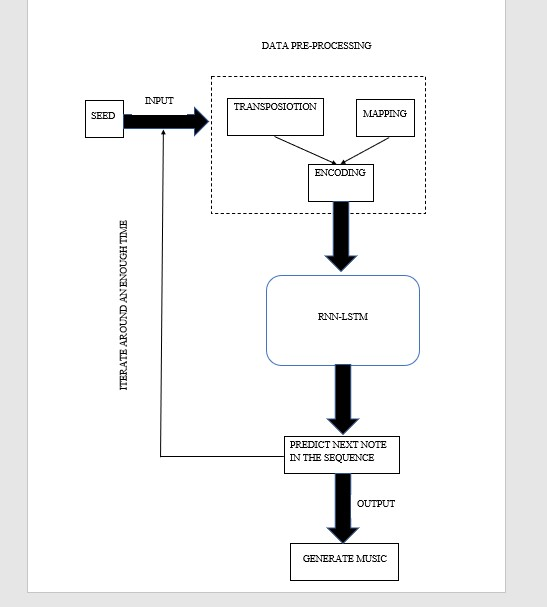 DATA PRE-PROCESSING
INPUT
SEED
TRANSPOSIOTION
MAPPING
ENCODING
ITERATE AROUND AN ENOUGH TIME
RNN-LSTM
PREDICT NEXT NOTE
IN THE SEQUENCE
OUTPUT
GENERATE MUSIC